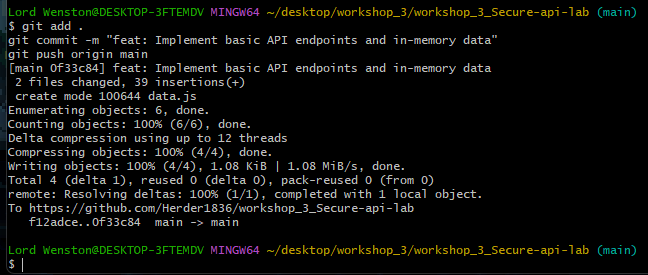 Lord Wenston@DESKTOP-3FTEMDV MINGW64 ~/desktop/workshop_3/workshop_3_Secure-api-lab (main)
$ git add .
git commit -m "feat: Implement basic API endpoints and in-memory data"
git push origin main
[main 0f33c84] feat: Implement basic API endpoints and in-memory data
 2 files changed, 39 insertions(+)
 create mode 100644 data.js
Enumerating objects: 6, done.
Counting objects: 100% (6/6), done.
Delta compression using up to 12 threads
Compressing objects: 100% (4/4), done.
Writing objects: 100% (4/4), 1.08 KiB | 1.08 MiB/s, done.
Total 4 (delta 1), reused 0 (delta 0), pack-reused 0 (from 0)
remote: Resolving deltas: 100% (1/1), completed with 1 local object.
To https://github.com/Herder1836/workshop_3_Secure-api-lab
   f12adce..0f33c84  main -> main
Lord Wenston@DESKTOP-3FTEMDV MINGW64 ~/desktop/workshop_3/workshop_3_Secure-api-lab (main)
$